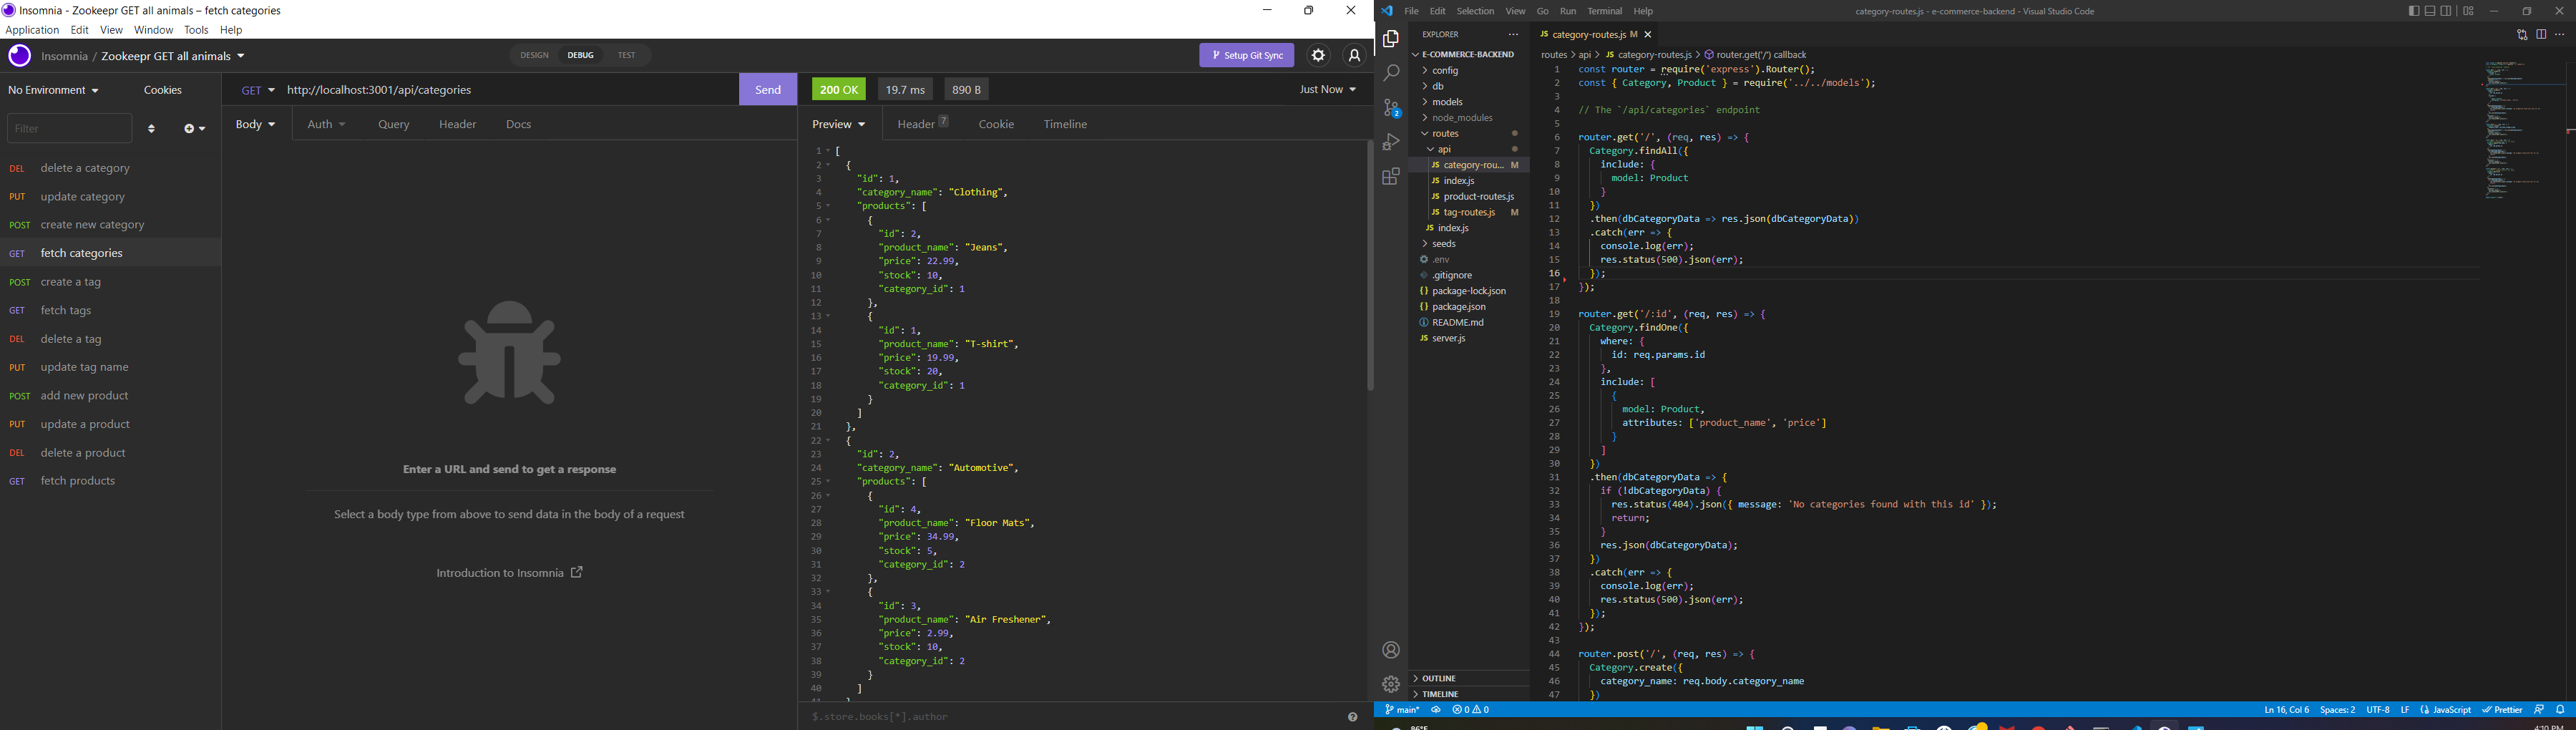 Insomnia - Zookeepr GET all animals – fetch categories
Application Edit View Window Tools Help
Insomnia / Zookeepr GET all animals
DESIGN DEBUG TEST
Setup Git Sync
No Environment Cookies
Filter
DEL delete a category
PUT update category
POST create new category
GET fetch categories
POST create a tag
GET fetch tags
DEL delete a tag
PUT update tag name
POST add new product
PUT update a product
DEL delete a product
GET fetch products
GET http://localhost:3001/api/categories Send
Body Auth Query Header Docs
Enter a URL and send to get a response
Select a body type from above to send data in the body of a request
Introduction to Insomnia
200 OK 19.7 ms 890 B Just Now
Preview Header 7 Cookie Timeline
1 [
2 {
3 "id": 1,
4 "category_name": "Clothing",
5 "products": [
6 {
7 "id": 2,
8 "product_name": "Jeans",
9 "price": 22.99,
10 "stock": 10,
11 "category_id": 1
12 },
13 {
14 "id": 1,
15 "product_name": "T-shirt",
16 "price": 19.99,
17 "stock": 20,
18 "category_id": 1
19 }
20 ]
21 },
22 {
23 "id": 2,
24 "category_name": "Automotive",
25 "products": [
26 {
27 "id": 4,
28 "product_name": "Floor Mats",
29 "price": 34.99,
30 "stock": 5,
31 "category_id": 2
32 },
33 {
34 "id": 3,
35 "product_name": "Air Freshener",
36 "price": 2.99,
37 "stock": 10,
38 "category_id": 2
39 }
40 ]
$.store.books[*].author
File Edit Selection View Go Run Terminal Help
category-routes.js - e-commerce-backend - Visual Studio Code
EXPLORER
E-COMMERCE-BACKEND
config
db
models
node_modules
routes
api
JS category-rou... M
JS index.js
JS product-routes.js
JS tag-routes.js M
JS index.js
seeds
.env
.gitignore
{} package-lock.json
{} package.json
README.md
JS server.js
OUTLINE
TIMELINE
2
JS category-routes.js M
routes > api > JS category-routes.js > router.get('/') callback
1 const router = require('express').Router();
2 const { Category, Product } = require('../../models');
3
4 // The `/api/categories` endpoint
5
6 router.get('/', (req, res) => {
7 Category.findAll({
8 include: {
9 model: Product
10 }
11 })
12 .then(dbCategoryData => res.json(dbCategoryData))
13 .catch(err => {
14 console.log(err);
15 res.status(500).json(err);
16 });
17 });
18
19 router.get('/:id', (req, res) => {
20 Category.findOne({
21 where: {
22 id: req.params.id
23 },
24 include: [
25 {
26 model: Product,
27 attributes: ['product_name', 'price']
28 }
29 ]
30 })
31 .then(dbCategoryData => {
32 if (!dbCategoryData) {
33 res.status(404).json({ message: 'No categories found with this id' });
34 return;
35 }
36 res.json(dbCategoryData);
37 })
38 .catch(err => {
39 console.log(err);
40 res.status(500).json(err);
41 });
42 });
43
44 router.post('/', (req, res) => {
45 Category.create({
46 category_name: req.body.category_name
47 })
main* 0 0
Ln 16, Col 6 Spaces: 2 UTF-8 LF {} JavaScript Prettier